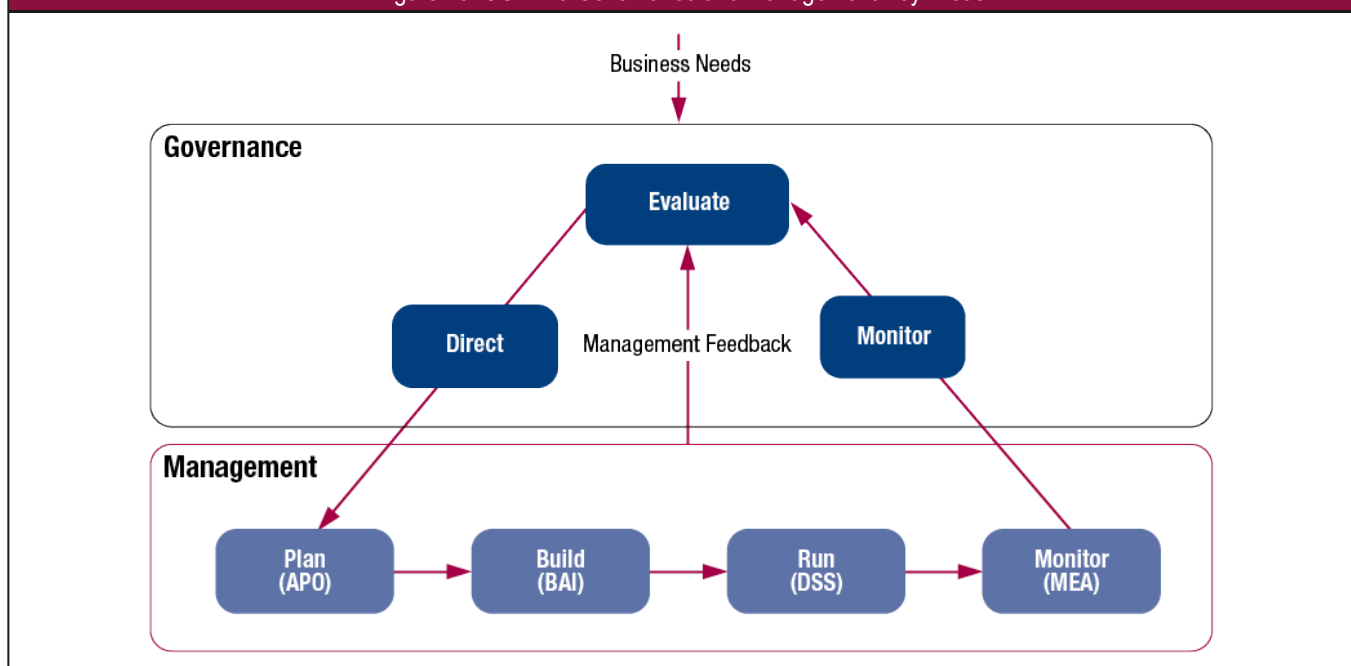 Business Needs
Governance
Evaluate
Direct
Management Feedback
Monitor
Management
Plan
(APO)
Build
(BAI)
Run
(DSS)
Monitor
(MEA)